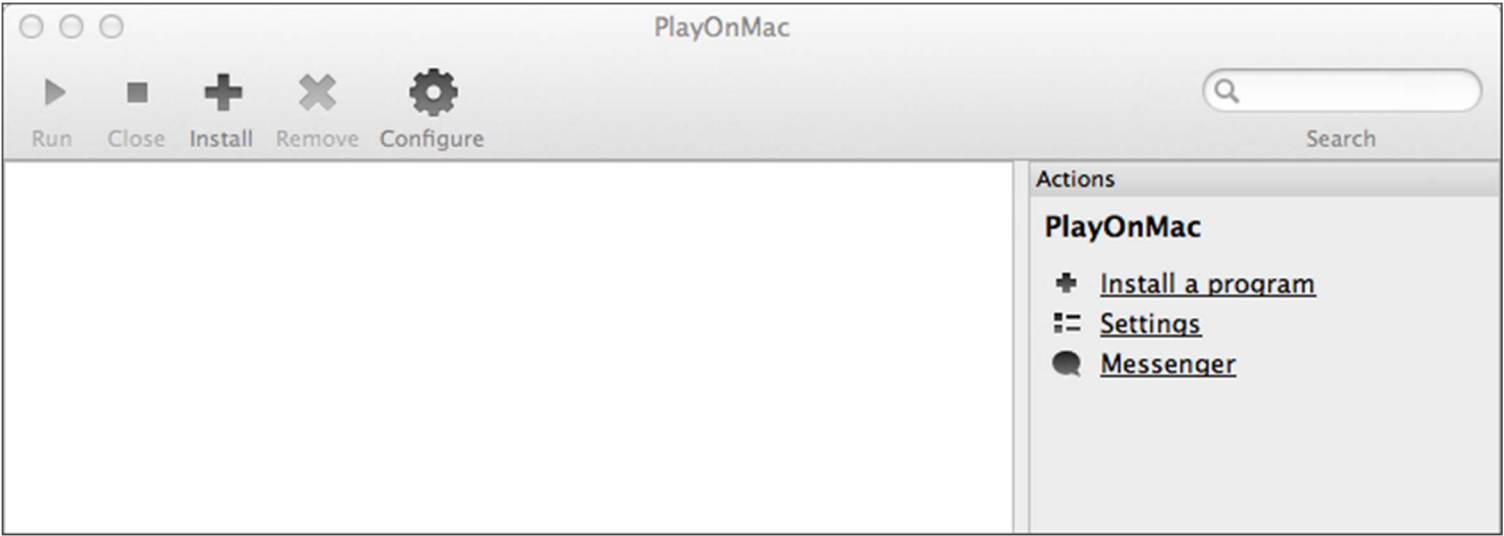 PlayOnMac
Run Close Install Remove Configure
Search
Actions
PlayOnMac
Install a program
Settings
Messenger